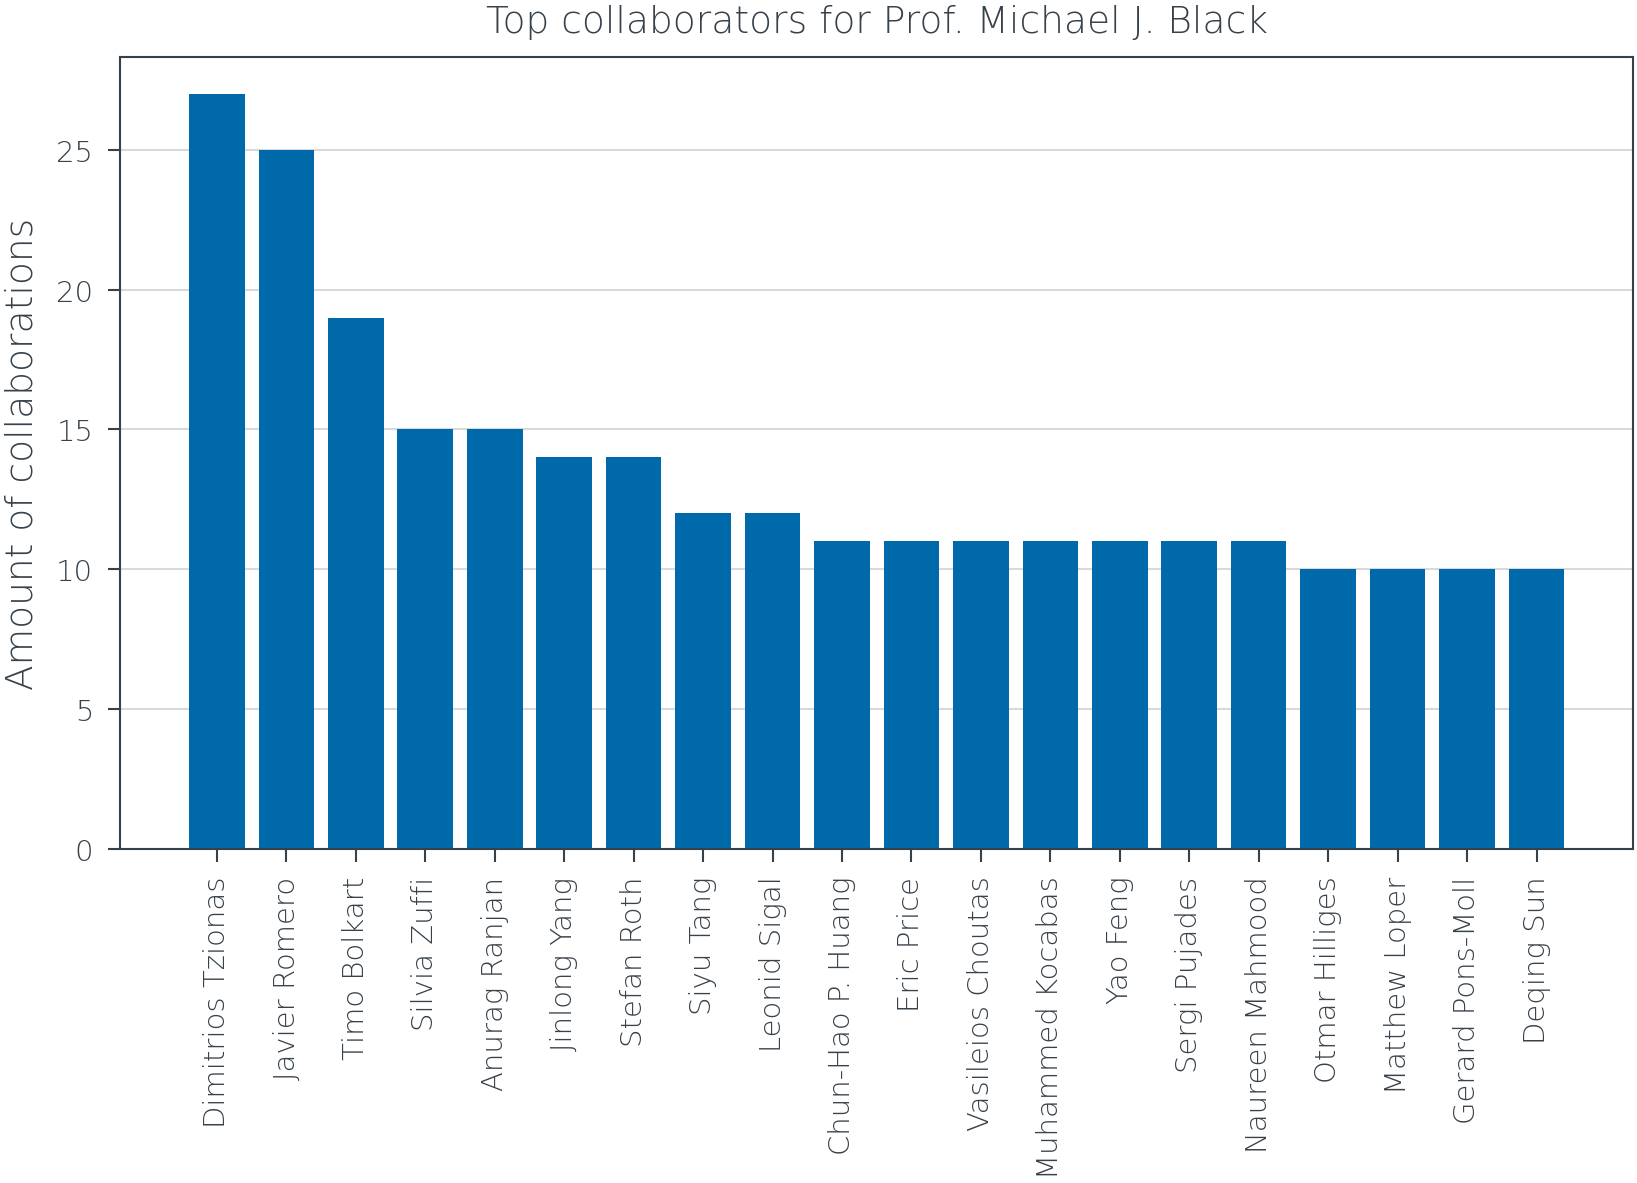 Top collaborators for Prof. Michael J. Black
Amount of collaborations
25
20
15
10
5
0
Dimitrios Tzionas
Javier Romero
Timo Bolkart
Silvia Zuffi
Anurag Ranjan
Jinlong Yang
Stefan Roth
Siyu Tang
Leonid Sigal
Chun-Hao P. Huang
Eric Price
Vasileios Choutas
Muhammed Kocabas
Yao Feng
Sergi Pujades
Naureen Mahmood
Otmar Hilliges
Matthew Loper
Gerard Pons-Moll
Deqing Sun